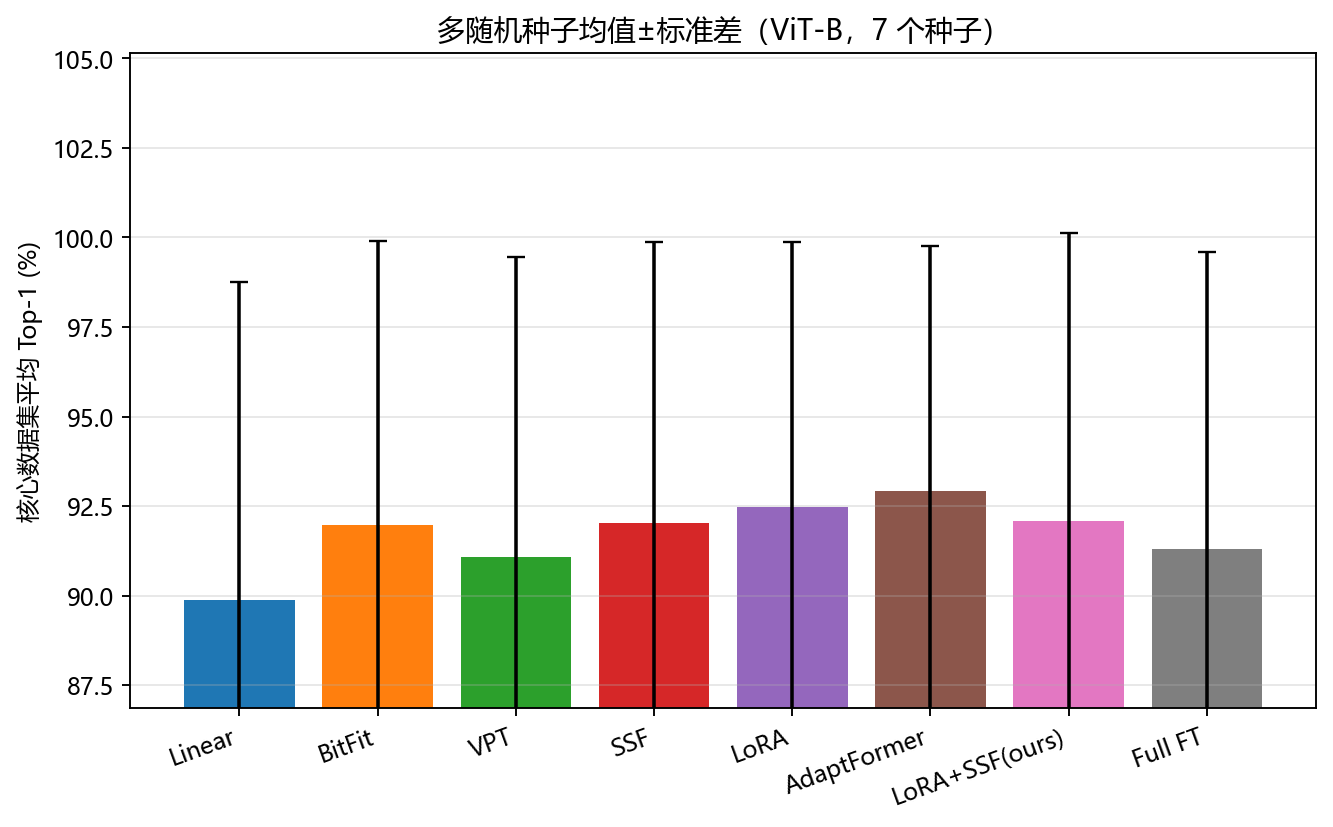 多随机种子均值±标准差（ViT-B，7 个种子）
核心数据集平均 Top-1 (%)
105.0
102.5
100.0
97.5
95.0
92.5
90.0
87.5
Linear
BitFit
VPT
SSF
LoRA
AdaptFormer
LoRA+SSF(ours)
Full FT